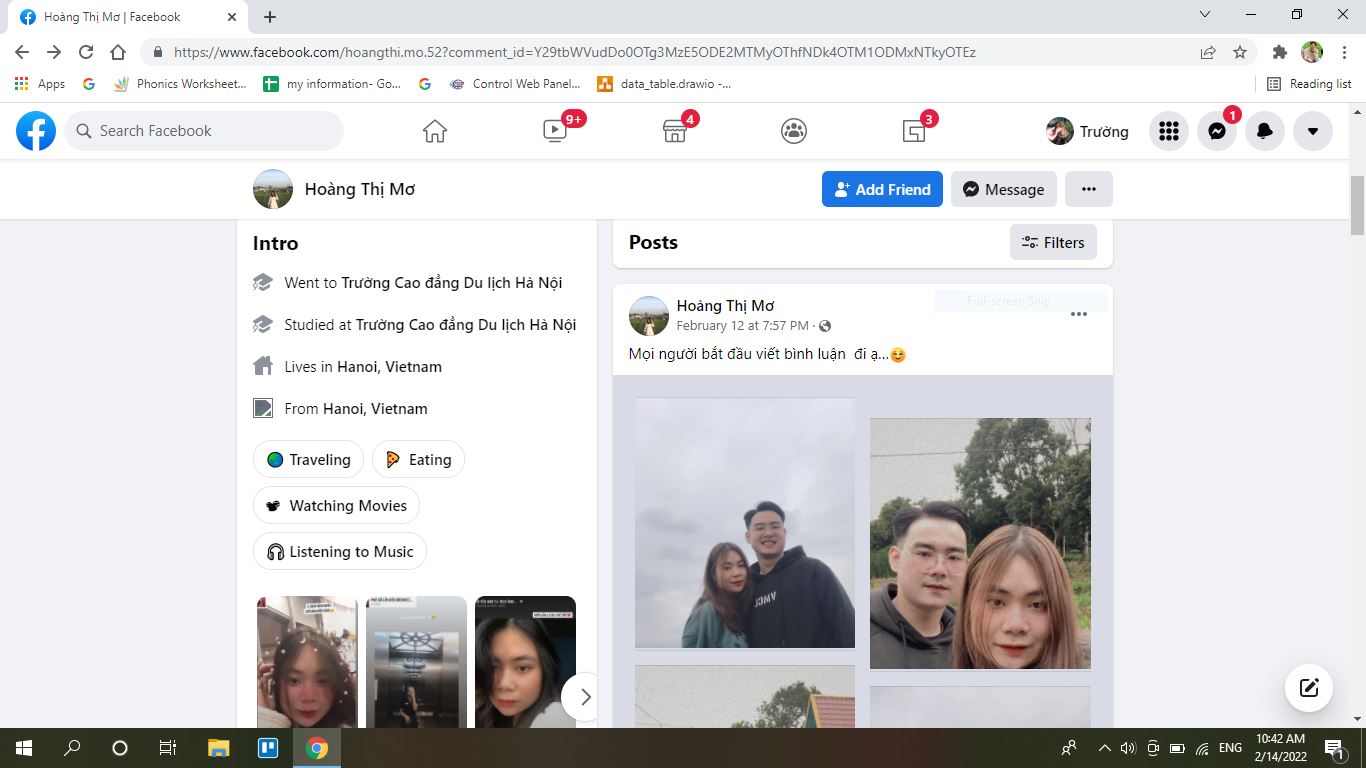 Hoàng Thị Mơ | Facebook
https://www.facebook.com/hoangthi.mo.52?comment_id=Y29tbWVudDo0OTg3MzE5ODE2MTMyOThfNDk4OTM1ODMxNTkyOTEz
Apps
Phonics Worksheet...
my information- Go...
Control Web Panel...
data_table.drawio -...
Reading list
Search Facebook
9+
4
3
Trường
1
Hoàng Thị Mơ
Add Friend
Message
Intro
Went to Trường Cao đẳng Du lịch Hà Nội
Studied at Trường Cao đẳng Du lịch Hà Nội
Lives in Hanoi, Vietnam
From Hanoi, Vietnam
Traveling
Eating
Watching Movies
Listening to Music
Posts
Filters
Full-screen Snip
Hoàng Thị Mơ
February 12 at 7:57 PM ·
Mọi người bắt đầu viết bình luận  đi ạ...😊
ENG
10:42 AM
2/14/2022
1